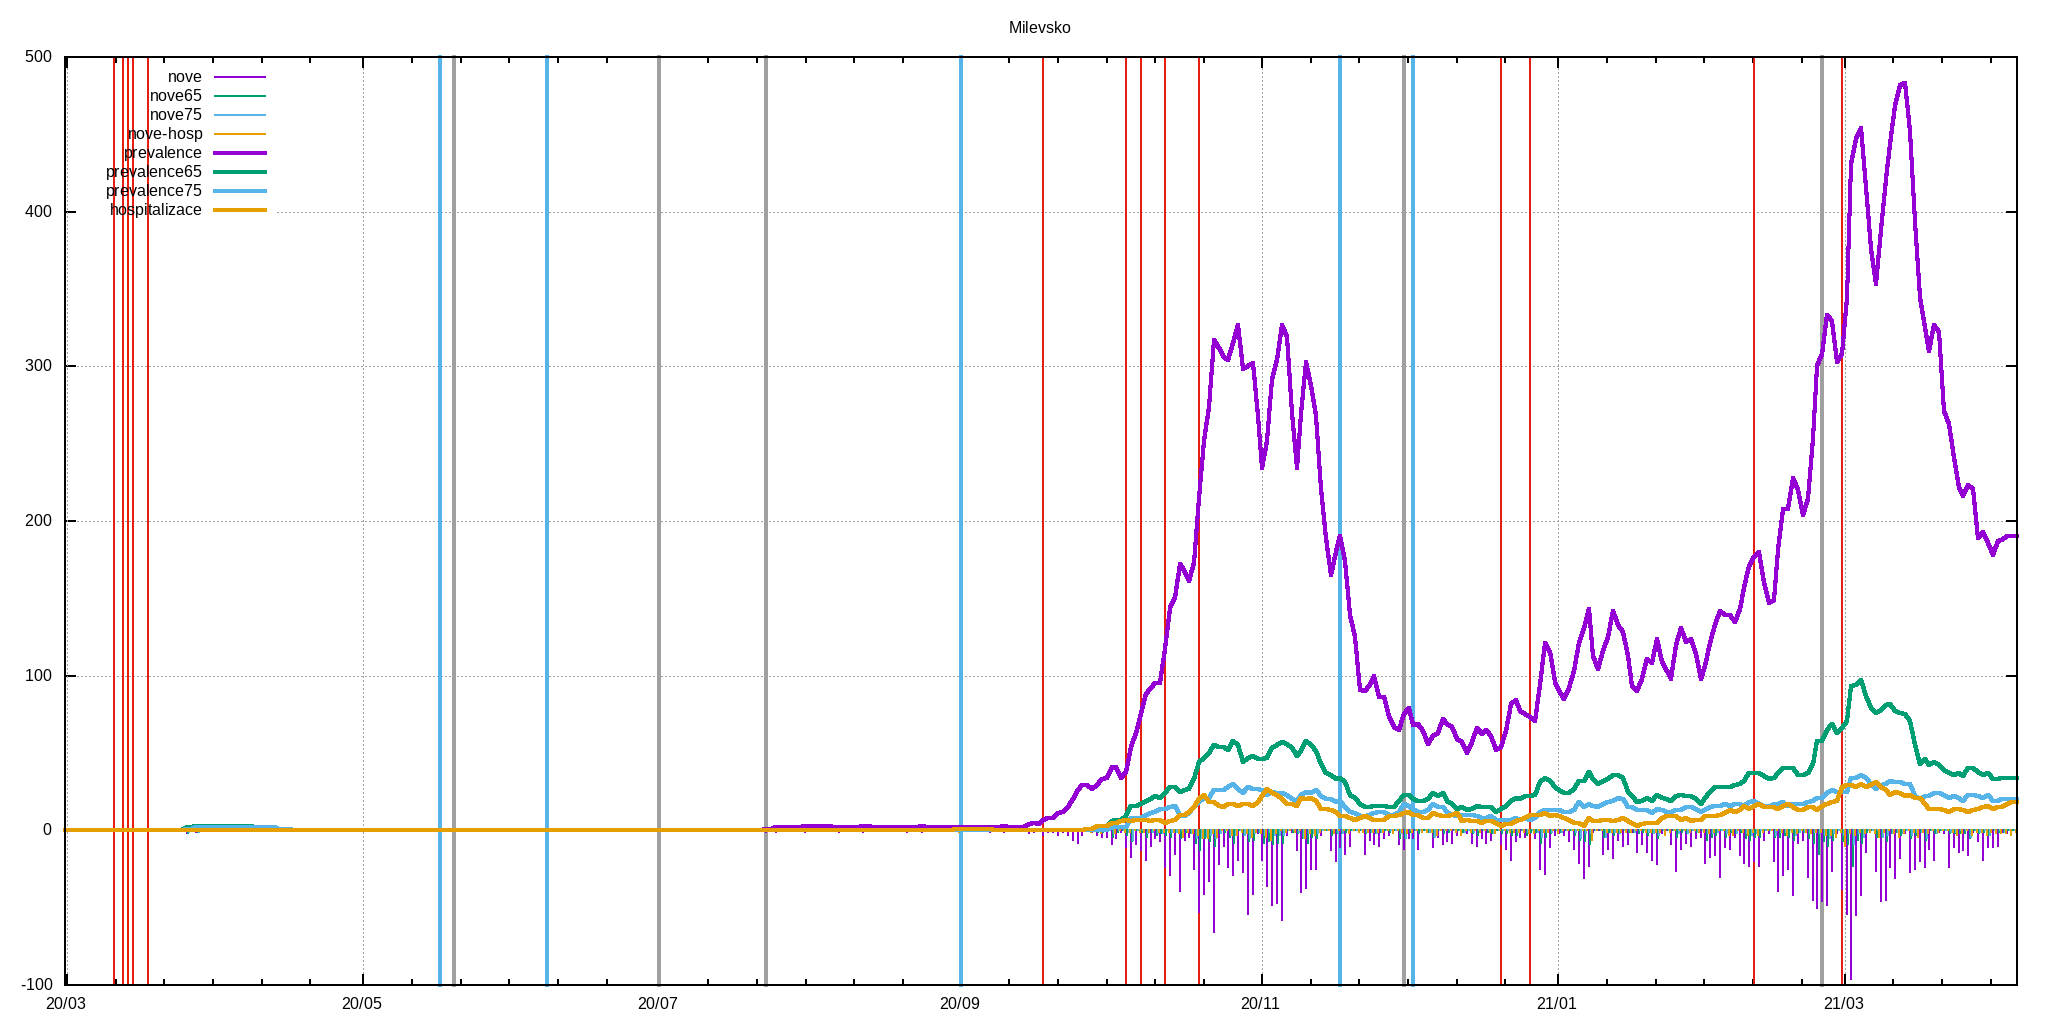 Milevsko
500
400
300
200
100
0
-100
nove
nove65
nove75
nove-hosp
prevalence
prevalence65
prevalence75
hospitalizace
20/03 20/05 20/07 20/09 20/11 21/01 21/03